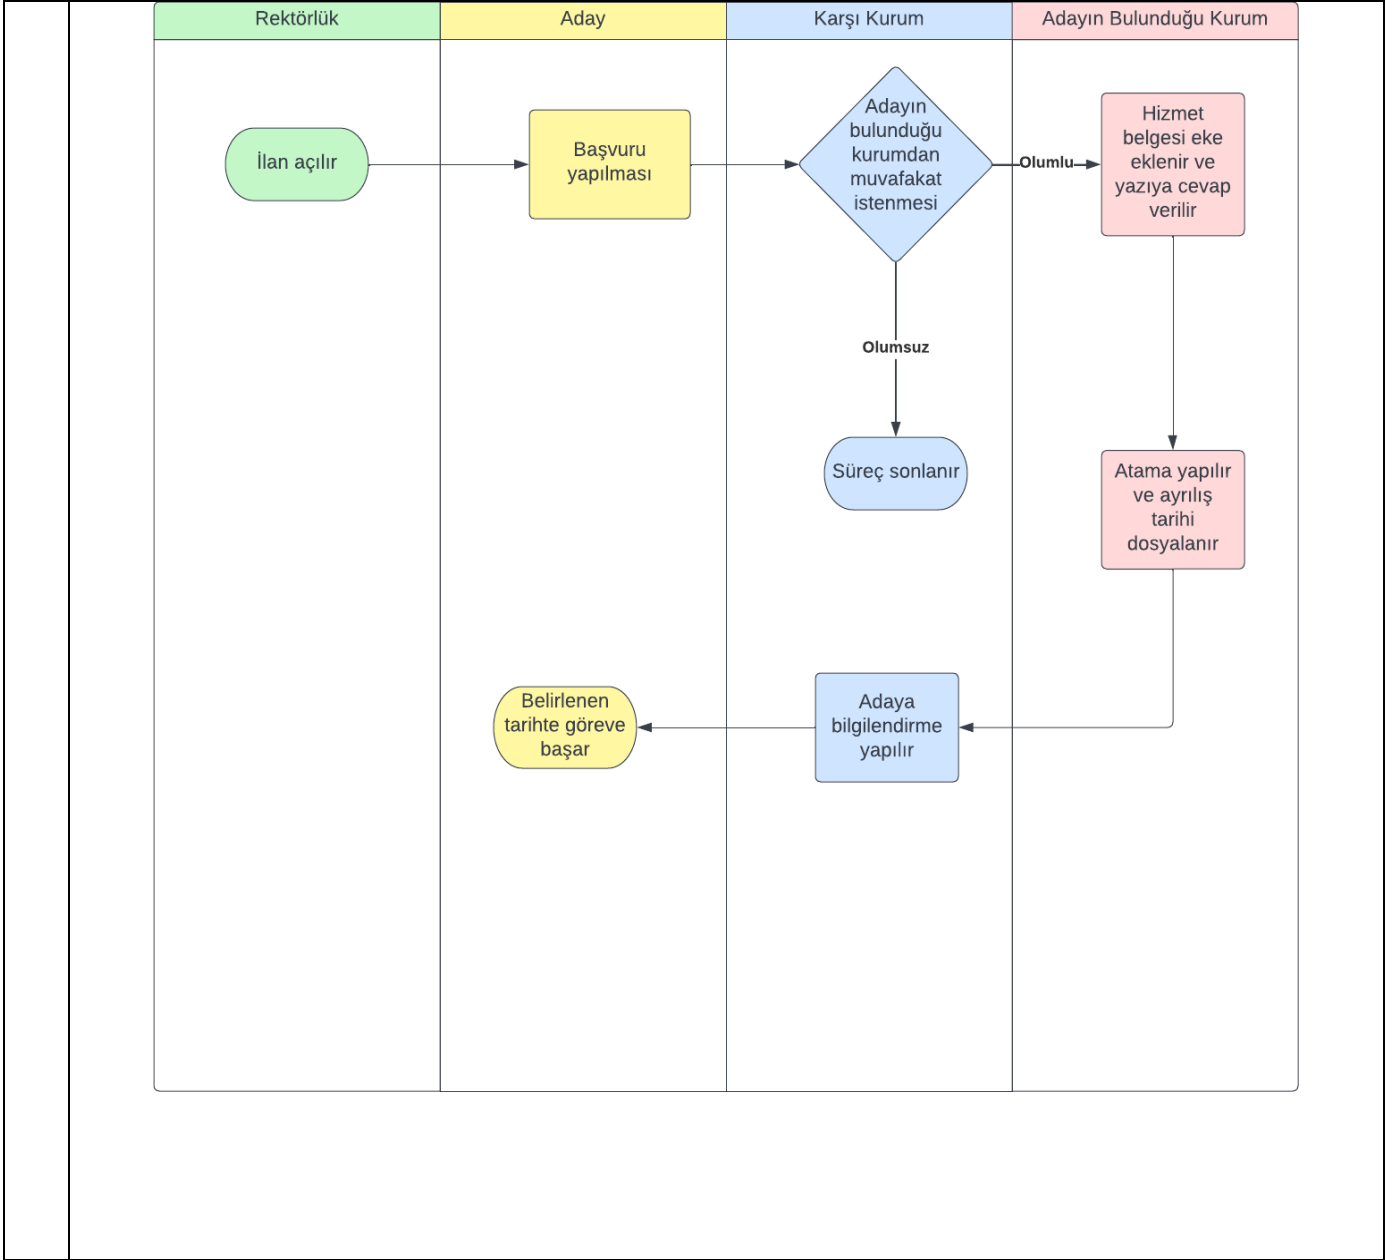 Rektörlük
Aday
Karşı Kurum
Adayın Bulunduğu Kurum
İlan açılır
Başvuru
yapılması
Adayın
bulunduğu
kurumdan
muvafakat
istenmesi
Olumlu
Hizmet
belgesi eke
eklenir ve
yazıya cevap
verilir
Olumsuz
Süreç sonlanır
Atama yapılır
ve ayrılış
tarihi
dosyalanır
Adaya
bilgilendirme
yapılır
Belirlenen
tarihte göreve
başar